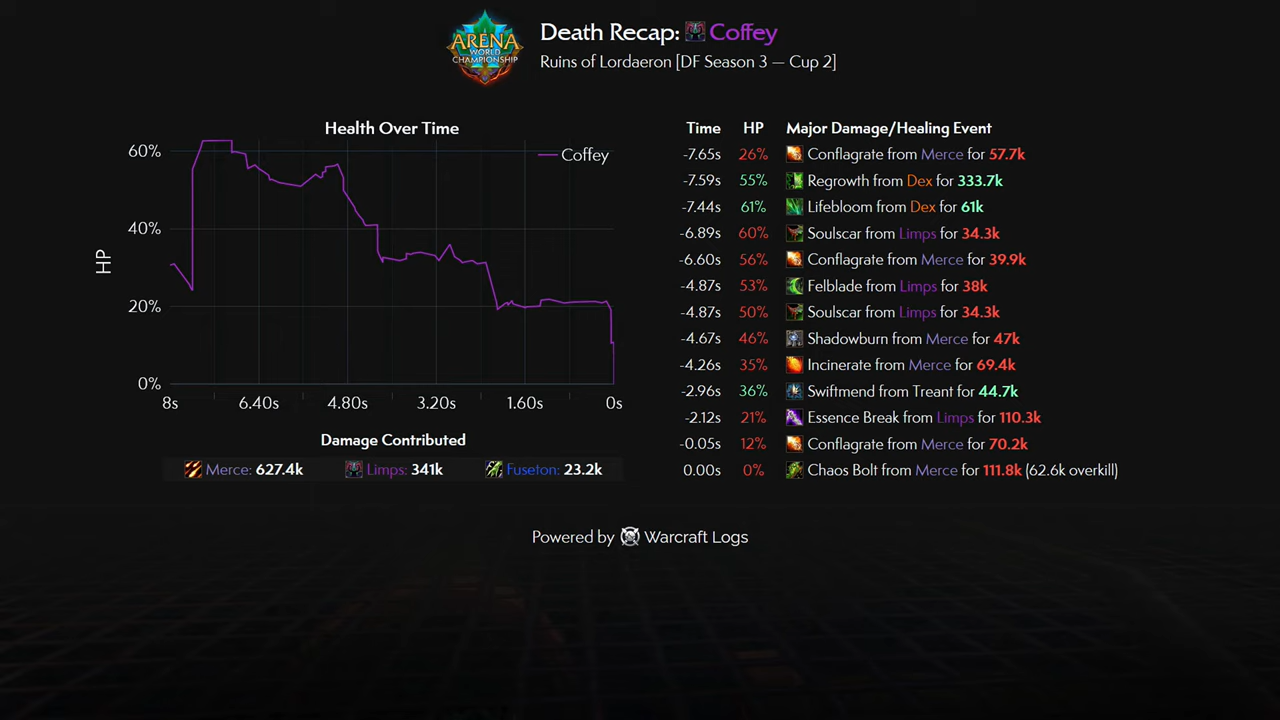 ARENA
WORLD
CHAMPIONSHIP
Death Recap: Coffey
Ruins of Lordaeron [DF Season 3 — Cup 2]
Health Over Time
Coffey
HP
60%
40%
20%
0%
8s 6.40s 4.80s 3.20s 1.60s 0s
Damage Contributed
Merce: 627.4k Limps: 341k Fuseton: 23.2k
Time HP Major Damage/Healing Event
-7.65s 26% Conflagrate from Merce for 57.7k
-7.59s 55% Regrowth from Dex for 333.7k
-7.44s 61% Lifebloom from Dex for 61k
-6.89s 60% Soulscar from Limps for 34.3k
-6.60s 56% Conflagrate from Merce for 39.9k
-4.87s 53% Felblade from Limps for 38k
-4.87s 50% Soulscar from Limps for 34.3k
-4.67s 46% Shadowburn from Merce for 47k
-4.26s 35% Incinerate from Merce for 69.4k
-2.96s 36% Swiftmend from Treant for 44.7k
-2.12s 21% Essence Break from Limps for 110.3k
-0.05s 12% Conflagrate from Merce for 70.2k
0.00s 0% Chaos Bolt from Merce for 111.8k (62.6k overkill)
Powered by Warcraft Logs